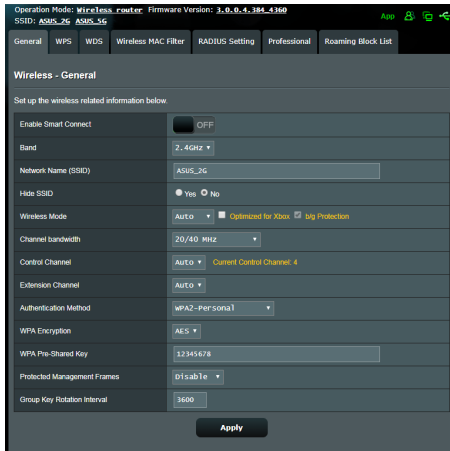 Operation Mode: Wireless router Firmware Version: 3.0.0.4.384_4360
SSID: ASUS_2G ASUS_5G
App
General WPS WDS Wireless MAC Filter RADIUS Setting Professional Roaming Block List
Wireless - General
Set up the wireless related information below.
Enable Smart Connect OFF
Band 2.4GHz
Network Name (SSID) ASUS_2G
Hide SSID Yes No
Wireless Mode Auto Optimized for Xbox b/g Protection
Channel bandwidth 20/40 MHz
Control Channel Auto Current Control Channel: 4
Extension Channel Auto
Authentication Method WPA2-Personal
WPA Encryption AES
WPA Pre-Shared Key 12345678
Protected Management Frames Disable
Group Key Rotation Interval 3600
Apply